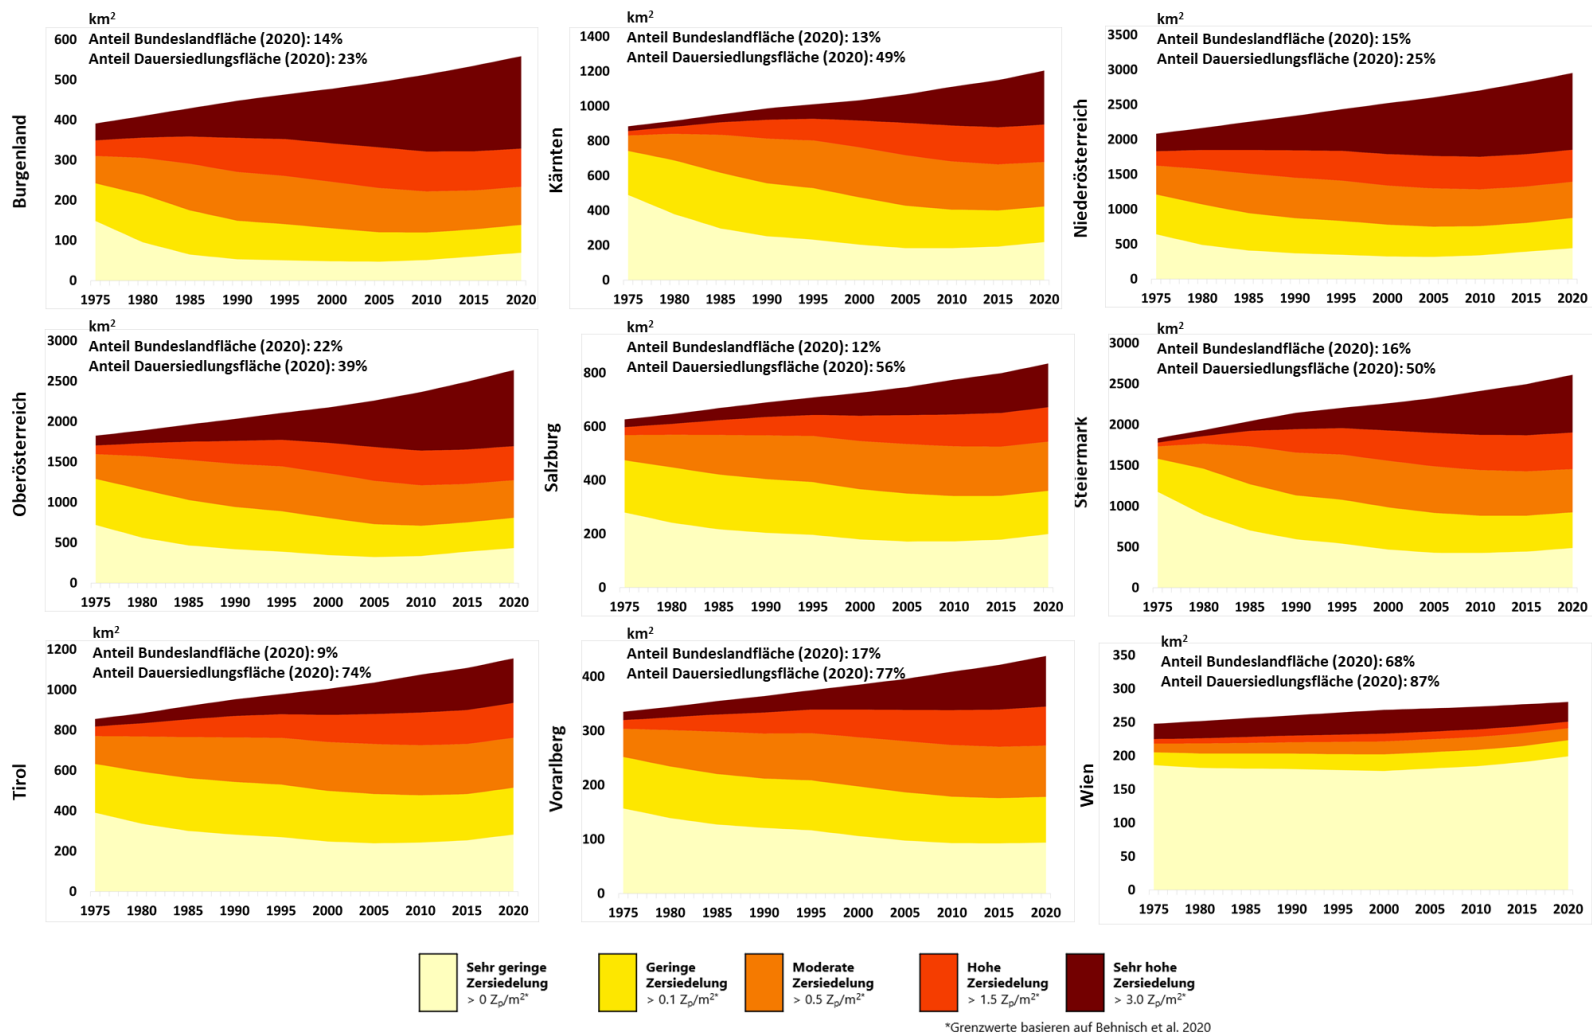 km²
Anteil Bundeslandfläche (2020): 14%
Anteil Dauersiedlungsfläche (2020): 23%
Burgenland
600
500
400
300
200
100
0
1975 1980 1985 1990 1995 2000 2005 2010 2015 2020
km²
Anteil Bundeslandfläche (2020): 13%
Anteil Dauersiedlungsfläche (2020): 49%
Kärnten
1400
1200
1000
800
600
400
200
0
1975 1980 1985 1990 1995 2000 2005 2010 2015 2020
km²
Anteil Bundeslandfläche (2020): 15%
Anteil Dauersiedlungsfläche (2020): 25%
Niederösterreich
3500
3000
2500
2000
1500
1000
500
0
1975 1980 1985 1990 1995 2000 2005 2010 2015 2020
km²
Anteil Bundeslandfläche (2020): 22%
Anteil Dauersiedlungsfläche (2020): 39%
Oberösterreich
3000
2500
2000
1500
1000
500
0
1975 1980 1985 1990 1995 2000 2005 2010 2015 2020
km²
Anteil Bundeslandfläche (2020): 12%
Anteil Dauersiedlungsfläche (2020): 56%
Salzburg
800
600
400
200
0
1975 1980 1985 1990 1995 2000 2005 2010 2015 2020
km²
Anteil Bundeslandfläche (2020): 16%
Anteil Dauersiedlungsfläche (2020): 50%
Steiermark
3000
2500
2000
1500
1000
500
0
1975 1980 1985 1990 1995 2000 2005 2010 2015 2020
km²
Anteil Bundeslandfläche (2020): 9%
Anteil Dauersiedlungsfläche (2020): 74%
Tirol
1200
1000
800
600
400
200
0
1975 1980 1985 1990 1995 2000 2005 2010 2015 2020
km²
Anteil Bundeslandfläche (2020): 17%
Anteil Dauersiedlungsfläche (2020): 77%
Vorarlberg
400
300
200
100
0
1975 1980 1985 1990 1995 2000 2005 2010 2015 2020
km²
Anteil Bundeslandfläche (2020): 68%
Anteil Dauersiedlungsfläche (2020): 87%
Wien
350
300
250
200
150
100
50
0
1975 1980 1985 1990 1995 2000 2005 2010 2015 2020
Sehr geringe
Zersiedelung
> 0 Zₚ/m²*
Geringe
Zersiedelung
> 0.1 Zₚ/m²*
Moderate
Zersiedelung
> 0.5 Zₚ/m²*
Hohe
Zersiedelung
> 1.5 Zₚ/m²*
Sehr hohe
Zersiedelung
> 3.0 Zₚ/m²*
*Grenzwerte basieren auf Behnisch et al. 2020